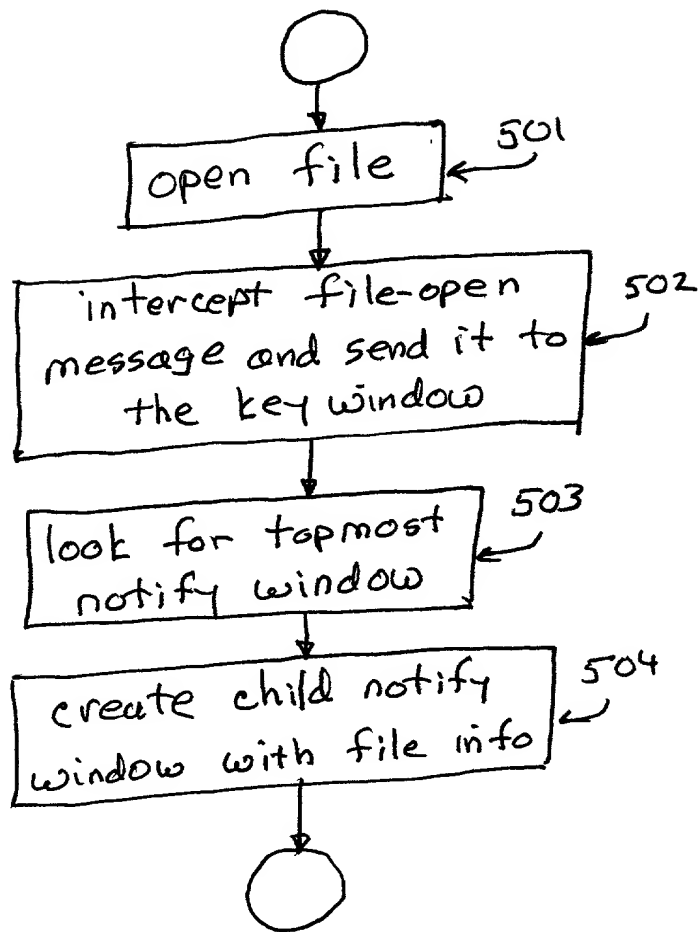 open file
501
intercept file-open
message and send it to
the key window
502
look for topmost
notify window
503
create child notify
window with file info
504